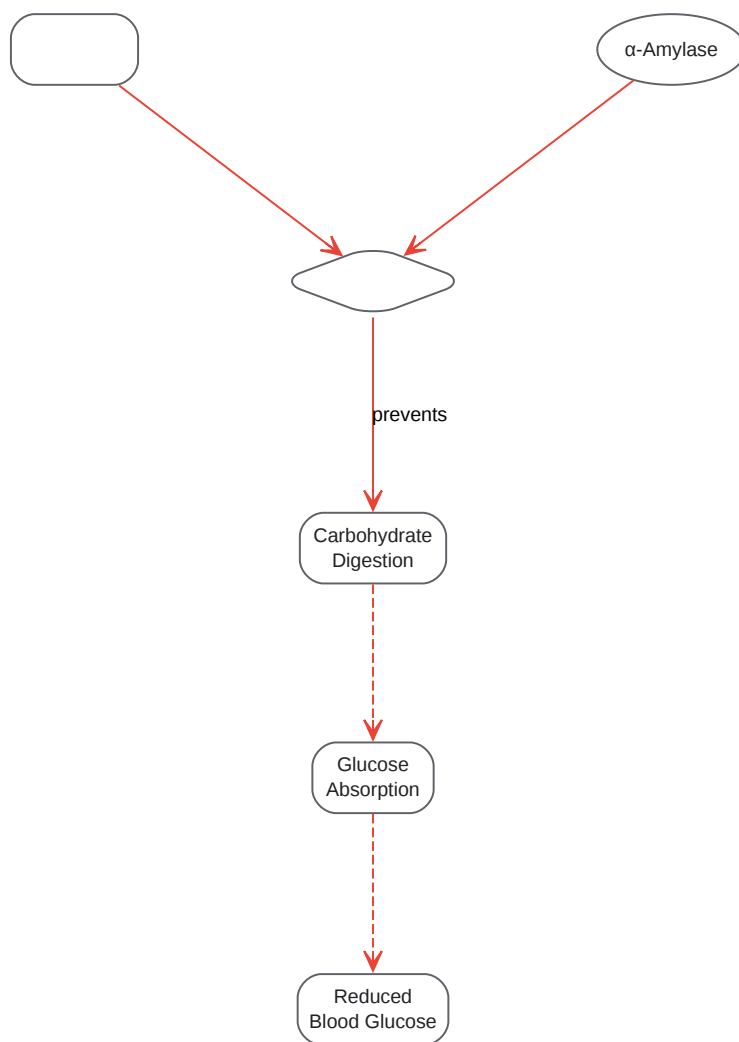 α-Amylase
prevents
Carbohydrate
Digestion
Glucose
Absorption
Reduced
Blood Glucose